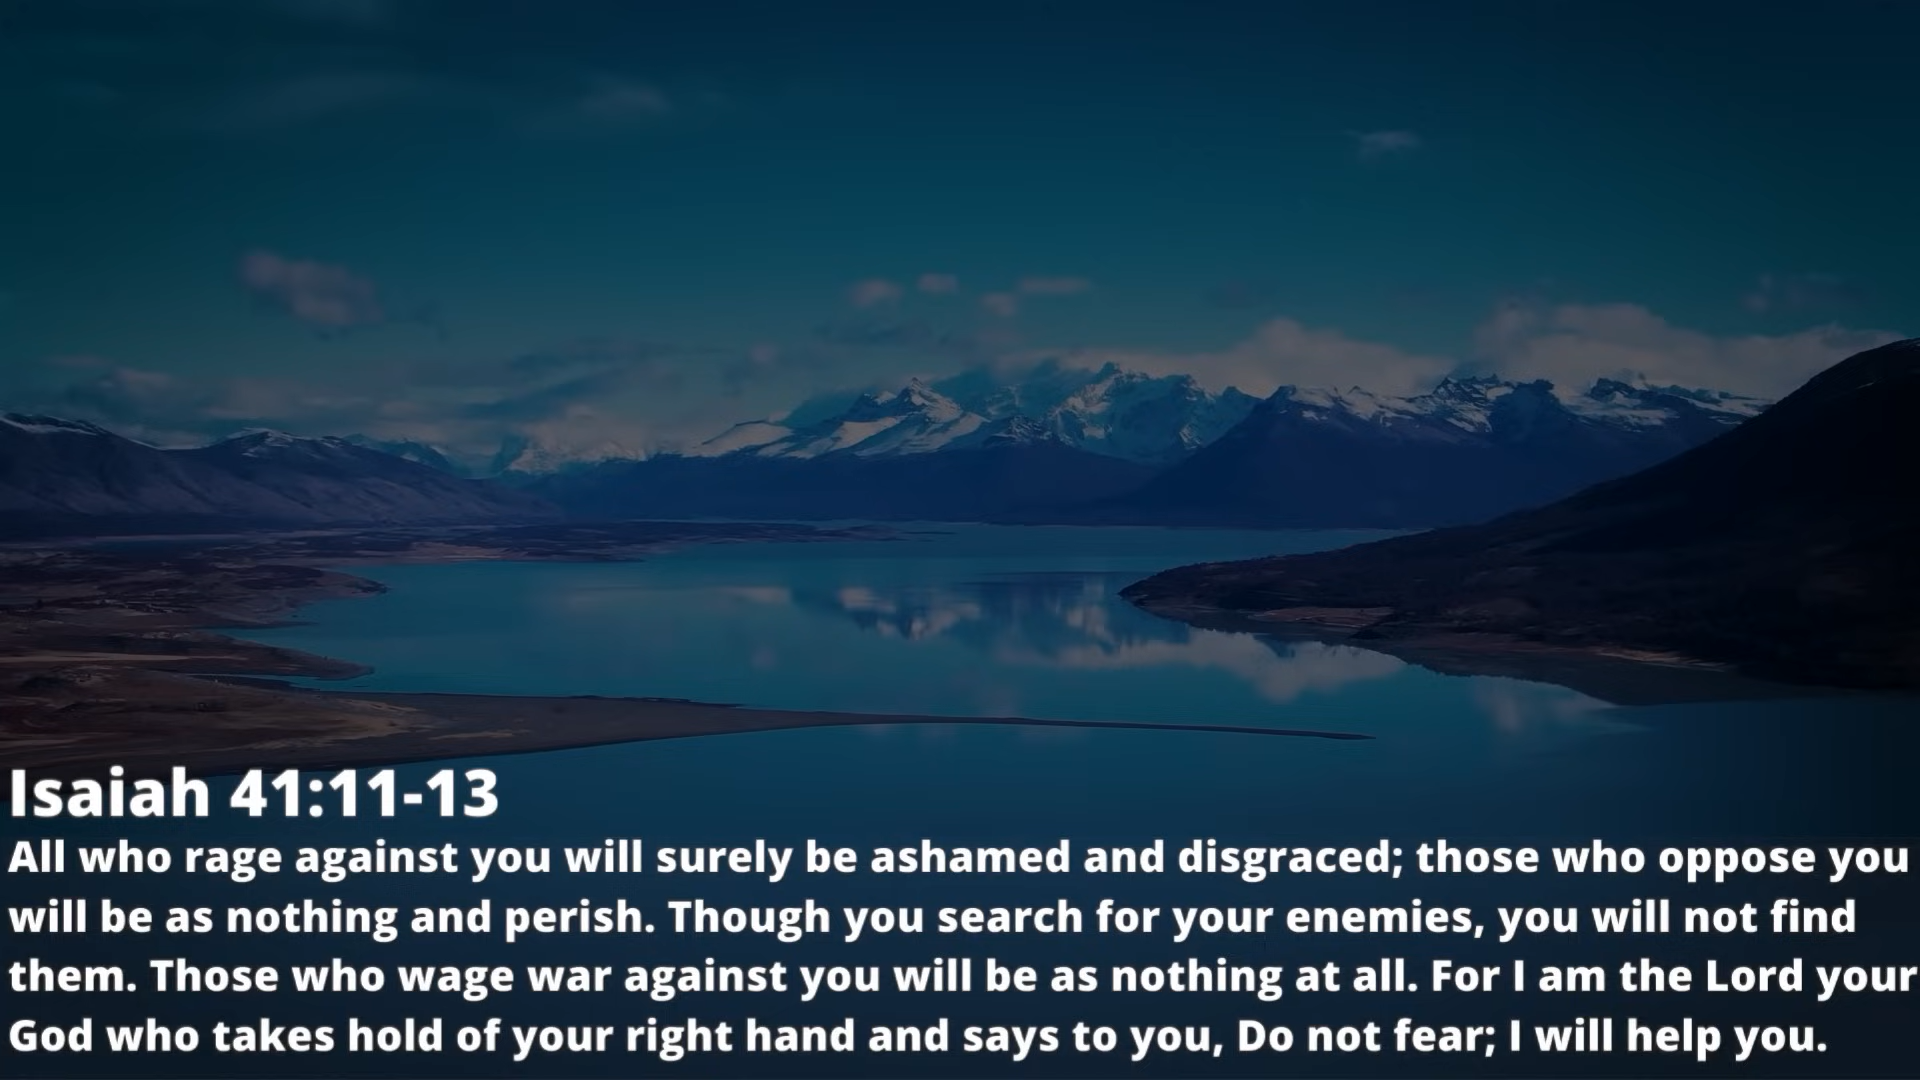 Isaiah 41:11-13
All who rage against you will surely be ashamed and disgraced; those who oppose you
will be as nothing and perish. Though you search for your enemies, you will not find
them. Those who wage war against you will be as nothing at all. For I am the Lord your
God who takes hold of your right hand and says to you, Do not fear; I will help you.